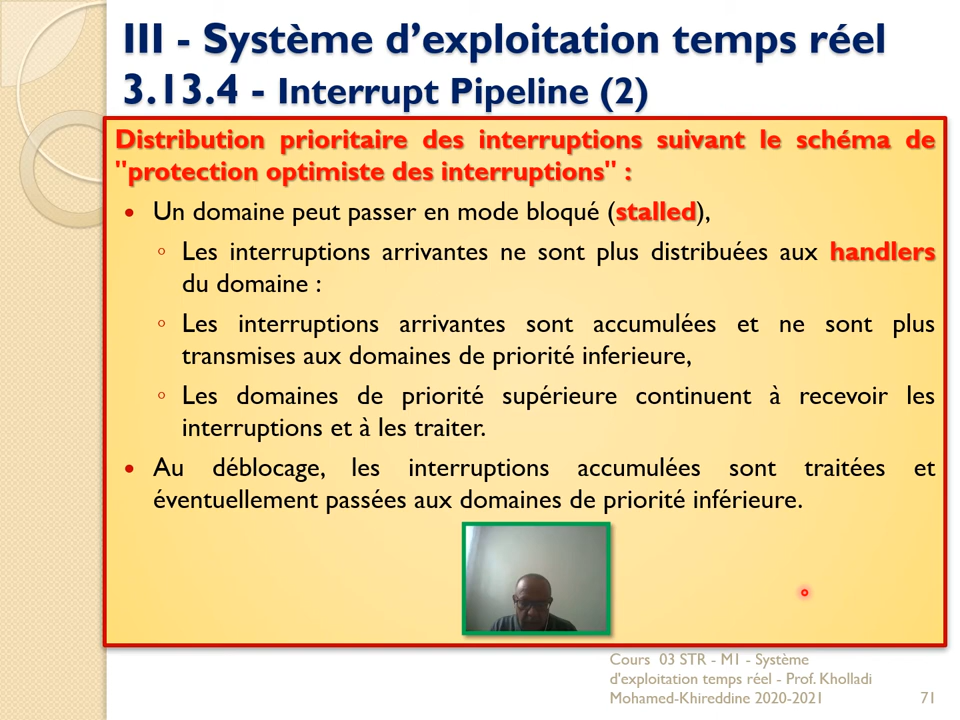 III - Système d'exploitation temps réel
3.13.4 - Interrupt Pipeline (2)
Distribution prioritaire des interruptions suivant le schéma de
"protection optimiste des interruptions" :
• Un domaine peut passer en mode bloqué (stalled),
◦ Les interruptions arrivantes ne sont plus distribuées aux handlers
du domaine :
◦ Les interruptions arrivantes sont accumulées et ne sont plus
transmises aux domaines de priorité inferieure,
◦ Les domaines de priorité supérieure continuent à recevoir les
interruptions et à les traiter.
• Au déblocage, les interruptions accumulées sont traitées et
éventuellement passées aux domaines de priorité inférieure.
Cours 03 STR - M1 - Système
d'exploitation temps réel - Prof. Kholladi
Mohamed-Khireddine 2020-2021
71